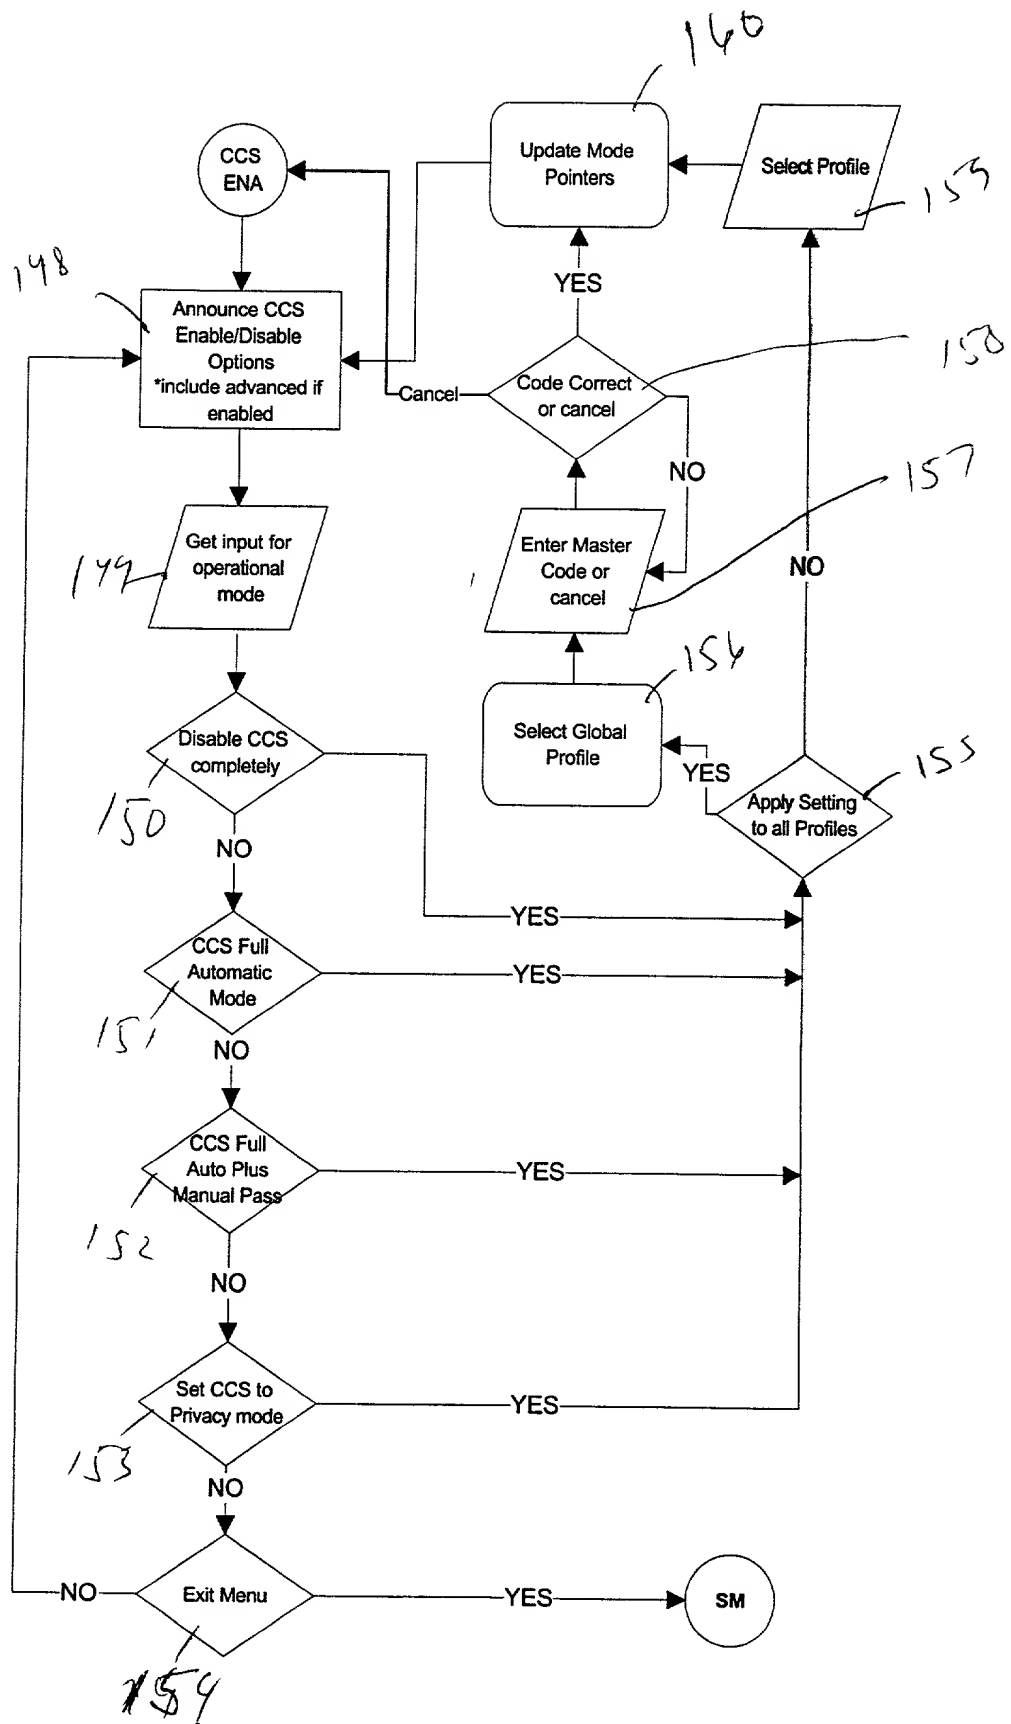 160
CCS
ENA
Update Mode
Pointers
Select Profile
159
148
YES
Announce CCS
Enable/Disable
Options
*include advanced if
enabled
158
Code Correct
or cancel
Cancel
NO
157
Get input for
operational
mode
149
Enter Master
Code or
cancel
NO
156
Select Global
Profile
YES
155
Apply Setting
to all Profiles
Disable CCS
completely
150
NO
YES
CCS Full
Automatic
Mode
YES
151
NO
CCS Full
Auto Plus
Manual Pass
YES
152
NO
Set CCS to
Privacy mode
YES
153
NO
NO
Exit Menu
YES
SM
154